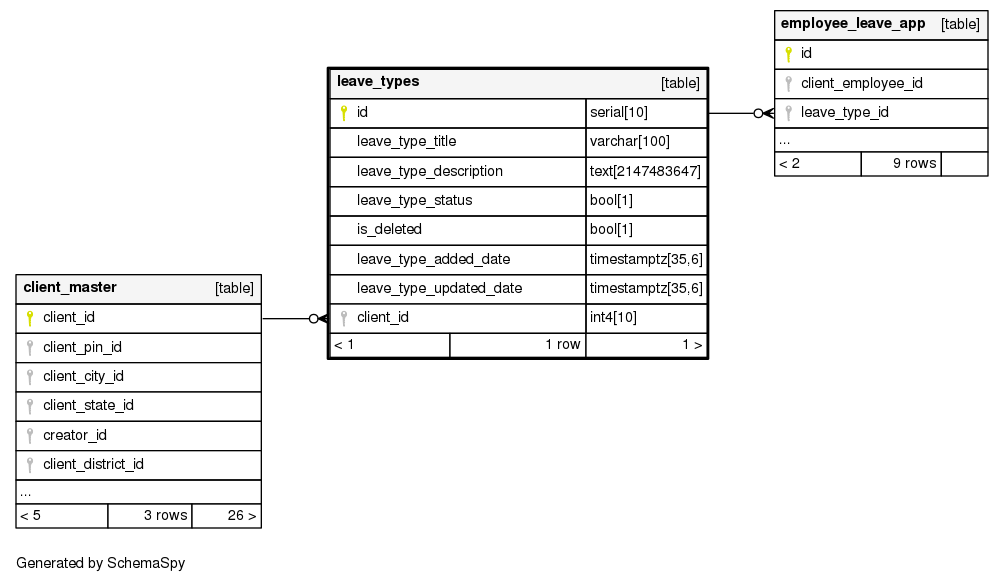 employee_leave_app [table]
id
client_employee_id
leave_type_id
...
< 2 9 rows
leave_types [table]
id serial[10]
leave_type_title varchar[100]
leave_type_description text[2147483647]
leave_type_status bool[1]
is_deleted bool[1]
leave_type_added_date timestamptz[35,6]
leave_type_updated_date timestamptz[35,6]
client_id int4[10]
< 1 1 row 1 >
client_master [table]
client_id
client_pin_id
client_city_id
client_state_id
creator_id
client_district_id
...
< 5 3 rows 26 >
Generated by SchemaSpy